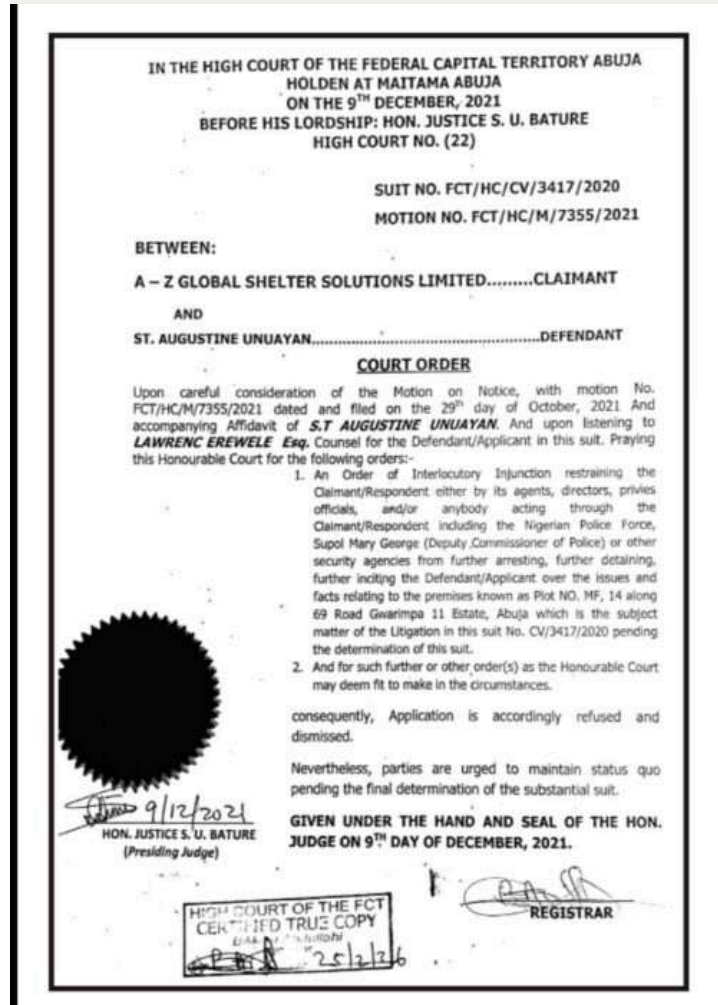 IN THE HIGH COURT OF THE FEDERAL CAPITAL TERRITORY ABUJA
HOLDEN AT MAITAMA ABUJA
ON THE 9TH DECEMBER, 2021
BEFORE HIS LORDSHIP: HON. JUSTICE S. U. BATURE
HIGH COURT NO. (22)
SUIT NO. FCT/HC/CV/3417/2020
MOTION NO. FCT/HC/M/7355/2021
BETWEEN:
A – Z GLOBAL SHELTER SOLUTIONS LIMITED.........CLAIMANT
AND
ST. AUGUSTINE UNUAYAN..................................................DEFENDANT
COURT ORDER
Upon careful consideration of the Motion on Notice, with motion No.
FCT/HC/M/7355/2021 dated and filed on the 29th day of October, 2021 And
accompanying Affidavit of S.T AUGUSTINE UNUAYAN. And upon listening to
LAWRENC EREWELE Esq. Counsel for the Defendant/Applicant in this suit. Praying
this Honourable Court for the following orders:-
1. An Order of Interlocutory Injunction restraining the
Claimant/Respondent either by its agents, directors, privies
officials, and/or anybody acting through the
Claimant/Respondent including the Nigerian Police Force,
Supol Mary George (Deputy Commissioner of Police) or other
security agencies from further arresting, further detaining,
further inciting the Defendant/Applicant over the issues and
facts relating to the premises known as Plot NO. MF, 14 along
69 Road Gwarimpa 11 Estate, Abuja which is the subject
matter of the Litigation in this suit No. CV/3417/2020 pending
the determination of this suit.
2. And for such further or other order(s) as the Honourable Court
may deem fit to make in the circumstances.
consequently, Application is accordingly refused and
dismissed.
Nevertheless, parties are urged to maintain status quo
pending the final determination of the substantial suit.
GIVEN UNDER THE HAND AND SEAL OF THE HON.
JUDGE ON 9TH DAY OF DECEMBER, 2021.
9/12/2021
HON. JUSTICE S. U. BATURE
(Presiding Judge)
REGISTRAR
HIGH COURT OF THE FCT
CERTIFIED TRUE COPY
25/2/26